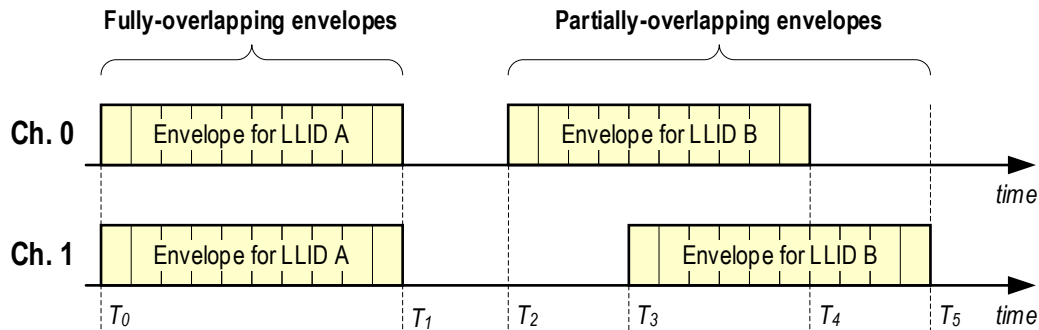 Fully-overlapping envelopes Partially-overlapping envelopes
Ch. 0 Envelope for LLID A Envelope for LLID B
time
Ch. 1 Envelope for LLID A Envelope for LLID B
T0 T1 T2 T3 T4 T5 time